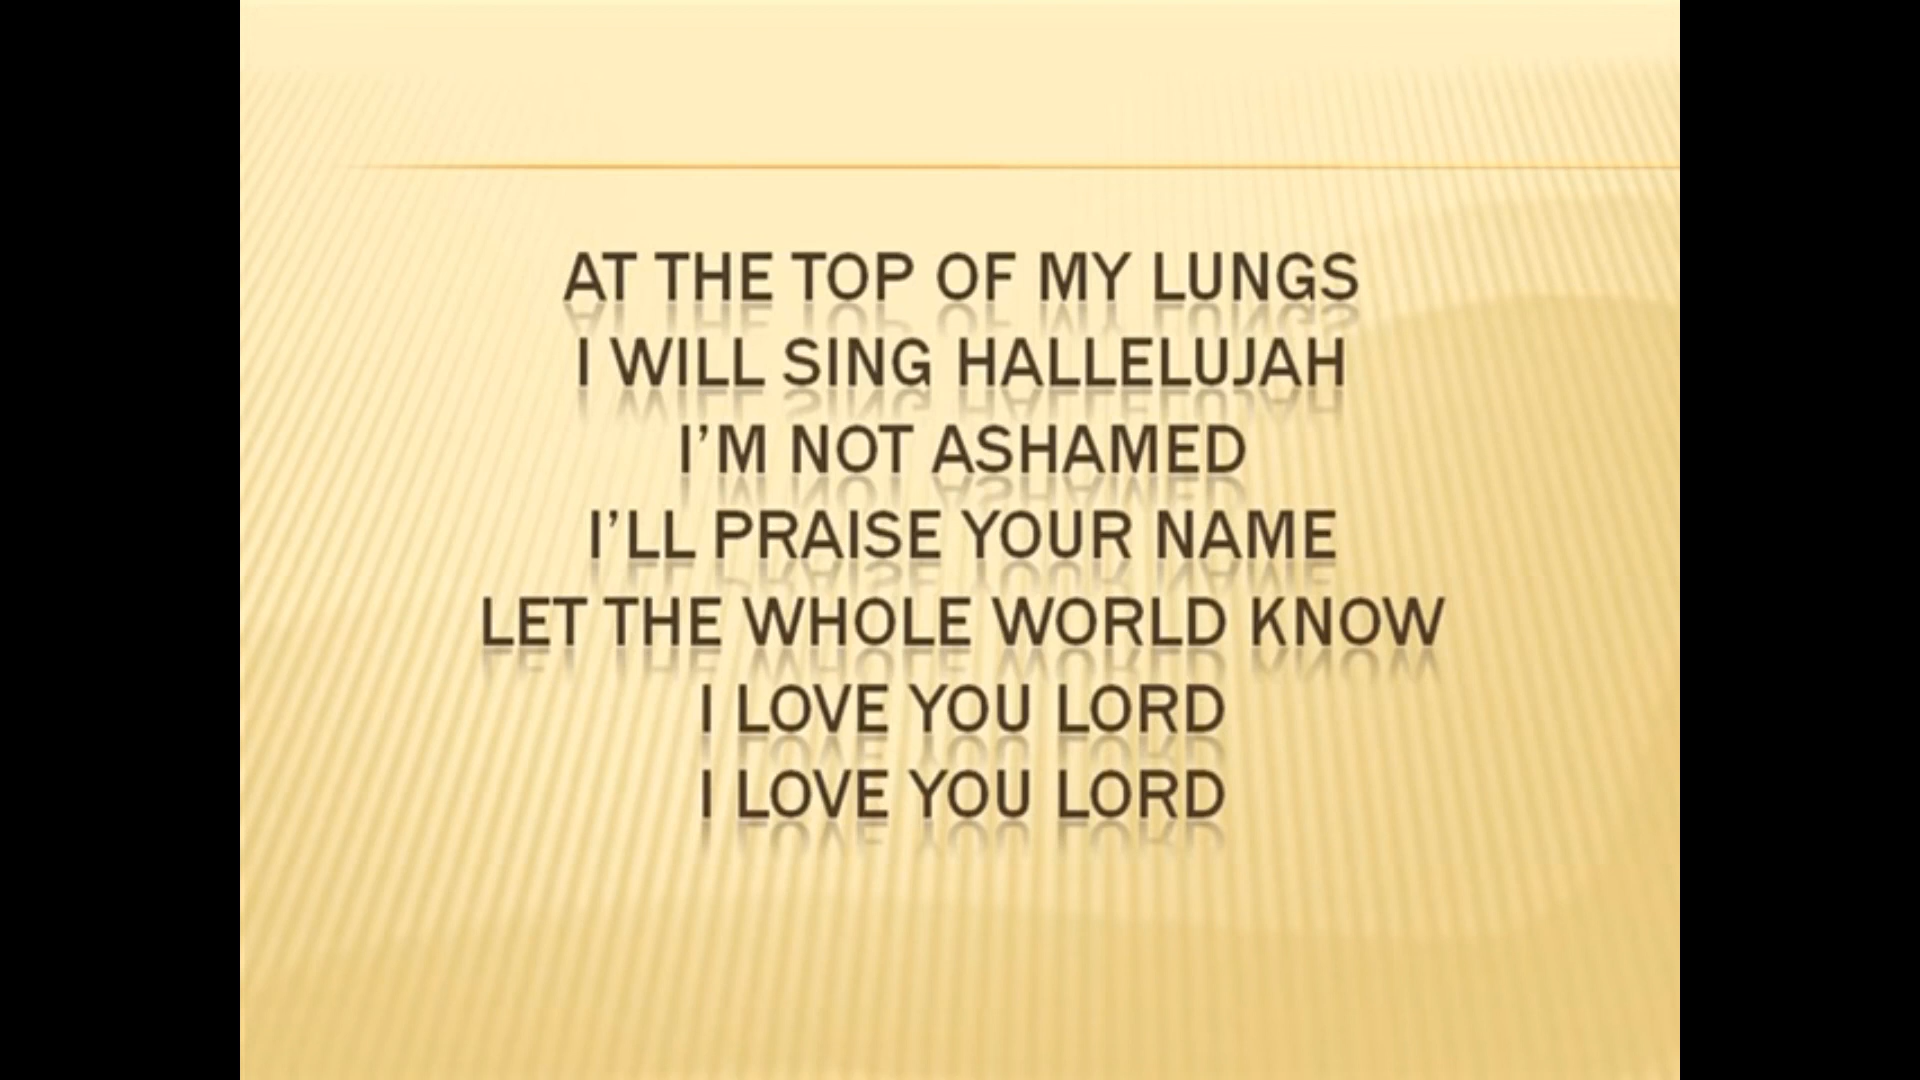 AT THE TOP OF MY LUNGS
I WILL SING HALLELUJAH
I’M NOT ASHAMED
I’LL PRAISE YOUR NAME
LET THE WHOLE WORLD KNOW
I LOVE YOU LORD
I LOVE YOU LORD